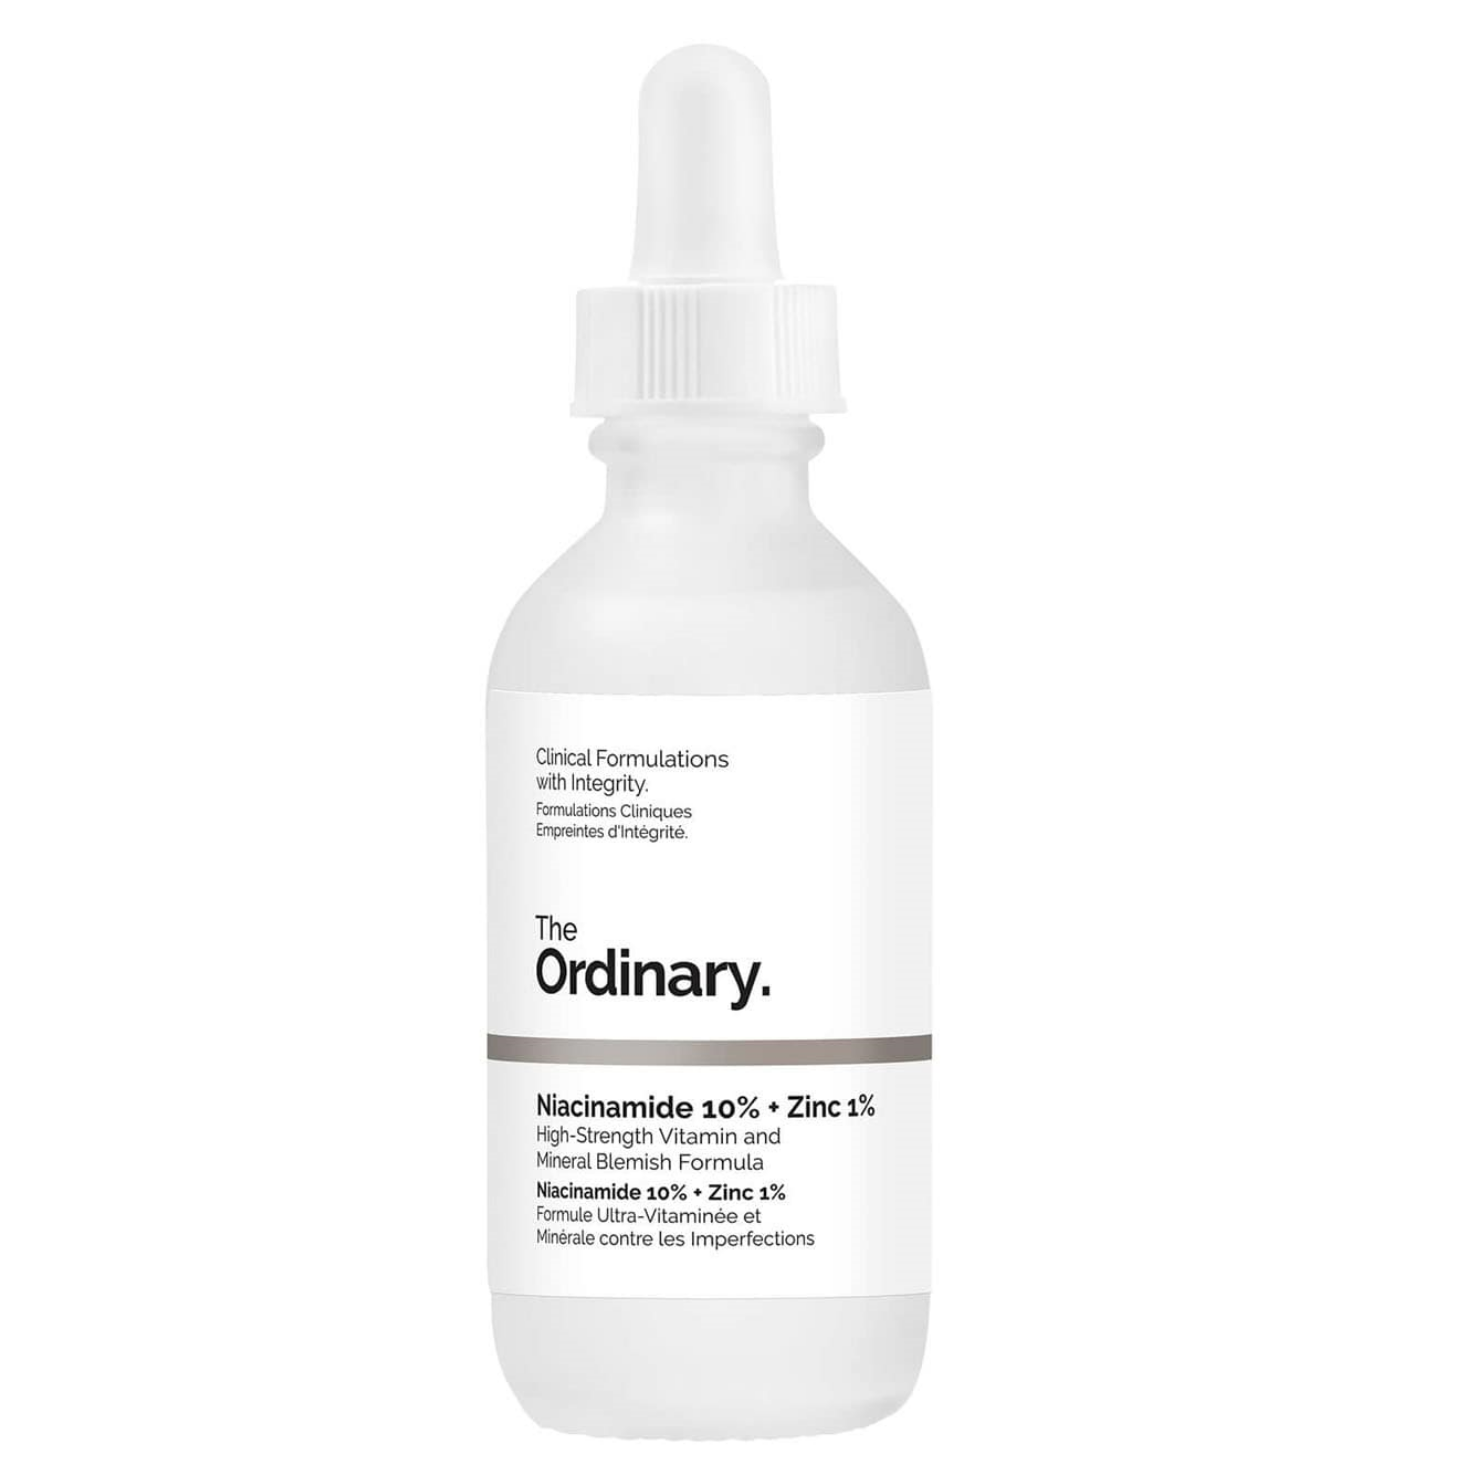 Clinical Formulations
with Integrity.
Formulations Cliniques
Empreintes d'Intégrité.
The
Ordinary.
Niacinamide 10% + Zinc 1%
High-Strength Vitamin and
Mineral Blemish Formula
Niacinamide 10% + Zinc 1%
Formule Ultra-Vitaminée et
Minérale contre les Imperfections